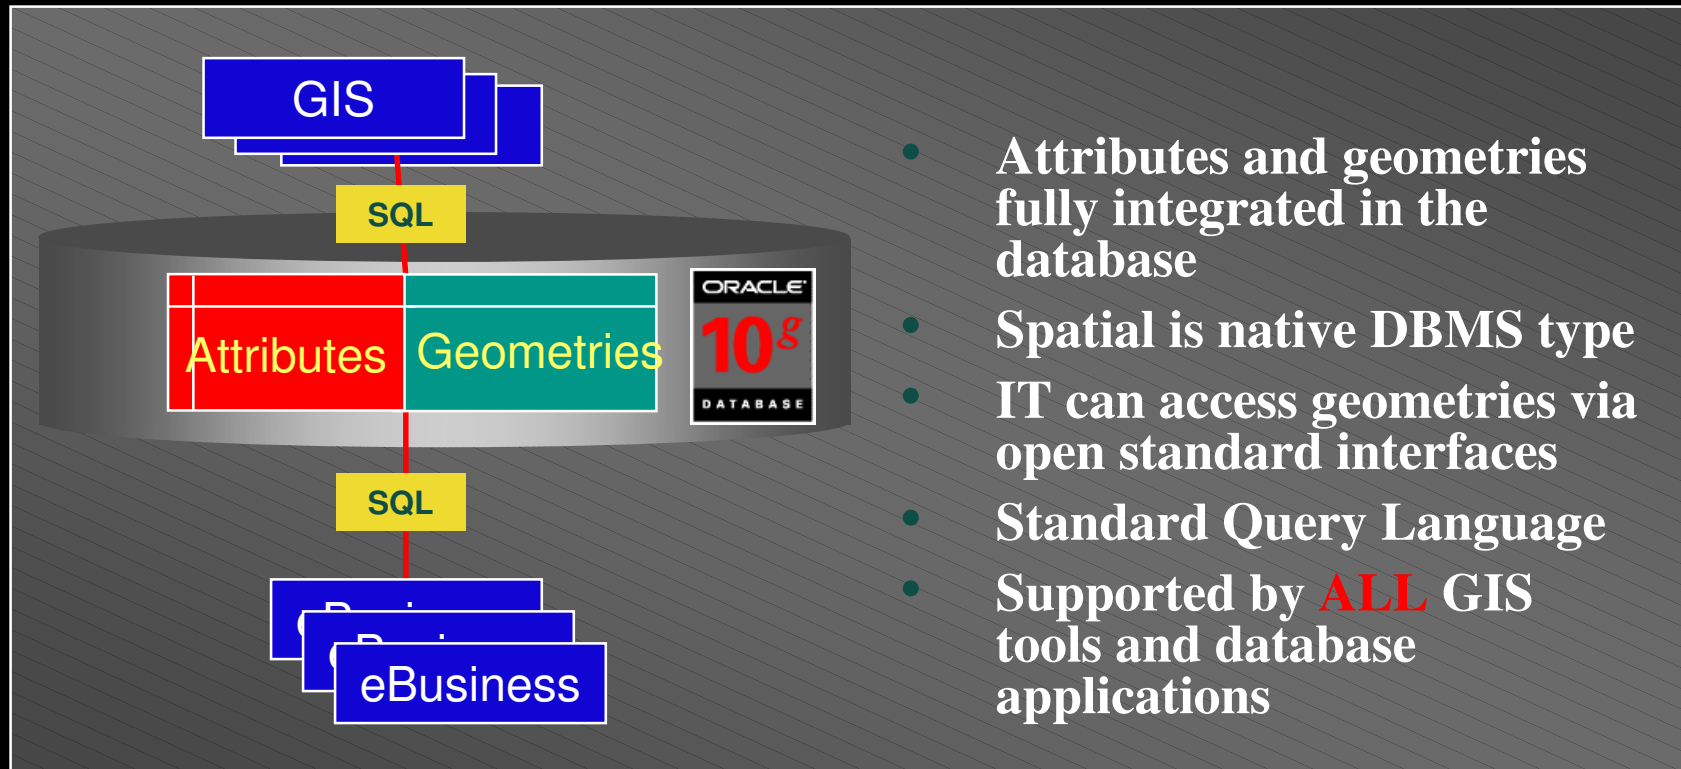 GIS
SQL
Attributes
Geometries
ORACLE
10g
DATABASE
SQL
eBusiness
Attributes and geometries
fully integrated in the
database
Spatial is native DBMS type
IT can access geometries via
open standard interfaces
Standard Query Language
Supported by ALL GIS
tools and database
applications